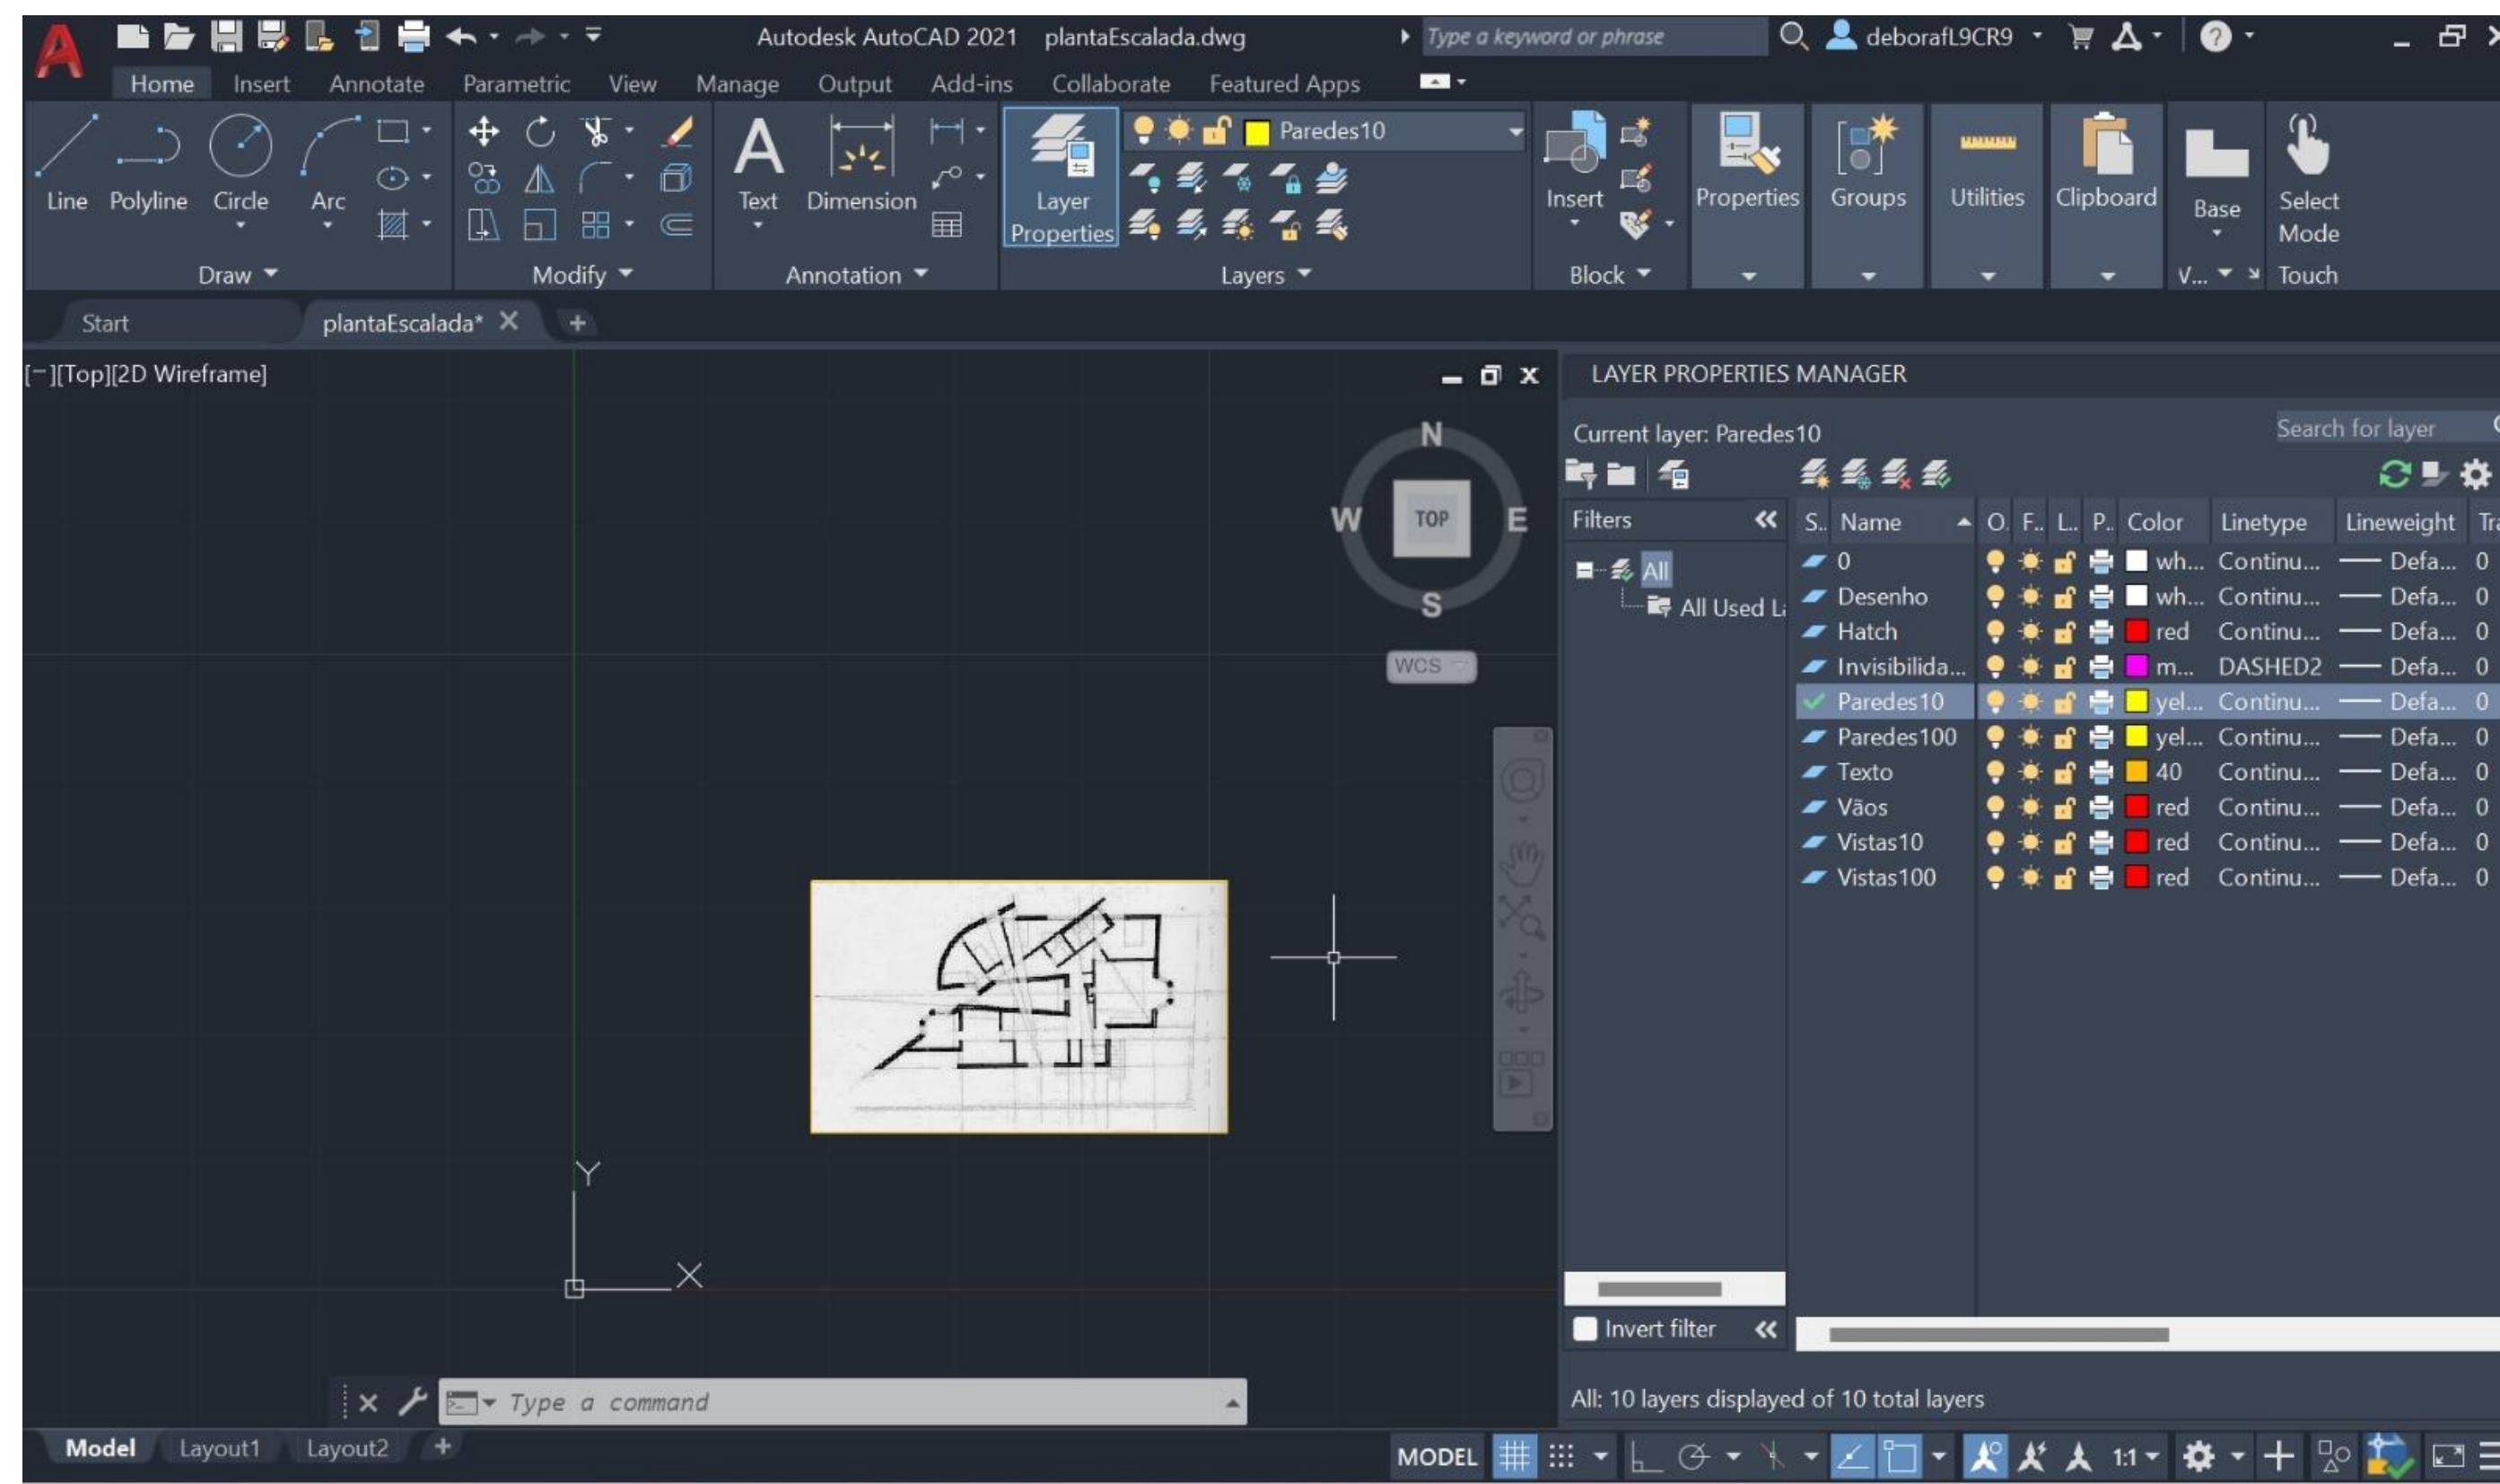 Autodesk AutoCAD 2021 plantaEscalada.dwg Type a keyword or phrase deborafL9CR9
Home Insert Annotate Parametric View Manage Output Add-ins Collaborate Featured Apps
Paredes10
Line Polyline Circle Arc Text Dimension Layer Properties Insert Properties Groups Utilities Clipboard Base Select Mode
Draw Modify Annotation Layers Block V... Touch
Start plantaEscalada*
[-][Top][2D Wireframe]
LAYER PROPERTIES MANAGER
Current layer: Paredes10 Search for layer
N
W TOP E
S
WCS
Filters
All
All Used La
S.. Name O. F.. L.. P.. Color Linetype Lineweight Tra
0 wh... Continu... Defa... 0
Desenho wh... Continu... Defa... 0
Hatch red Continu... Defa... 0
Invisibilida... m... DASHED2 Defa... 0
Paredes10 yel... Continu... Defa... 0
Paredes100 yel... Continu... Defa... 0
Texto 40 Continu... Defa... 0
Vãos red Continu... Defa... 0
Vistas10 red Continu... Defa... 0
Vistas100 red Continu... Defa... 0
Y
X
Invert filter
All: 10 layers displayed of 10 total layers
Type a command
Model Layout1 Layout2 + MODEL 1:1